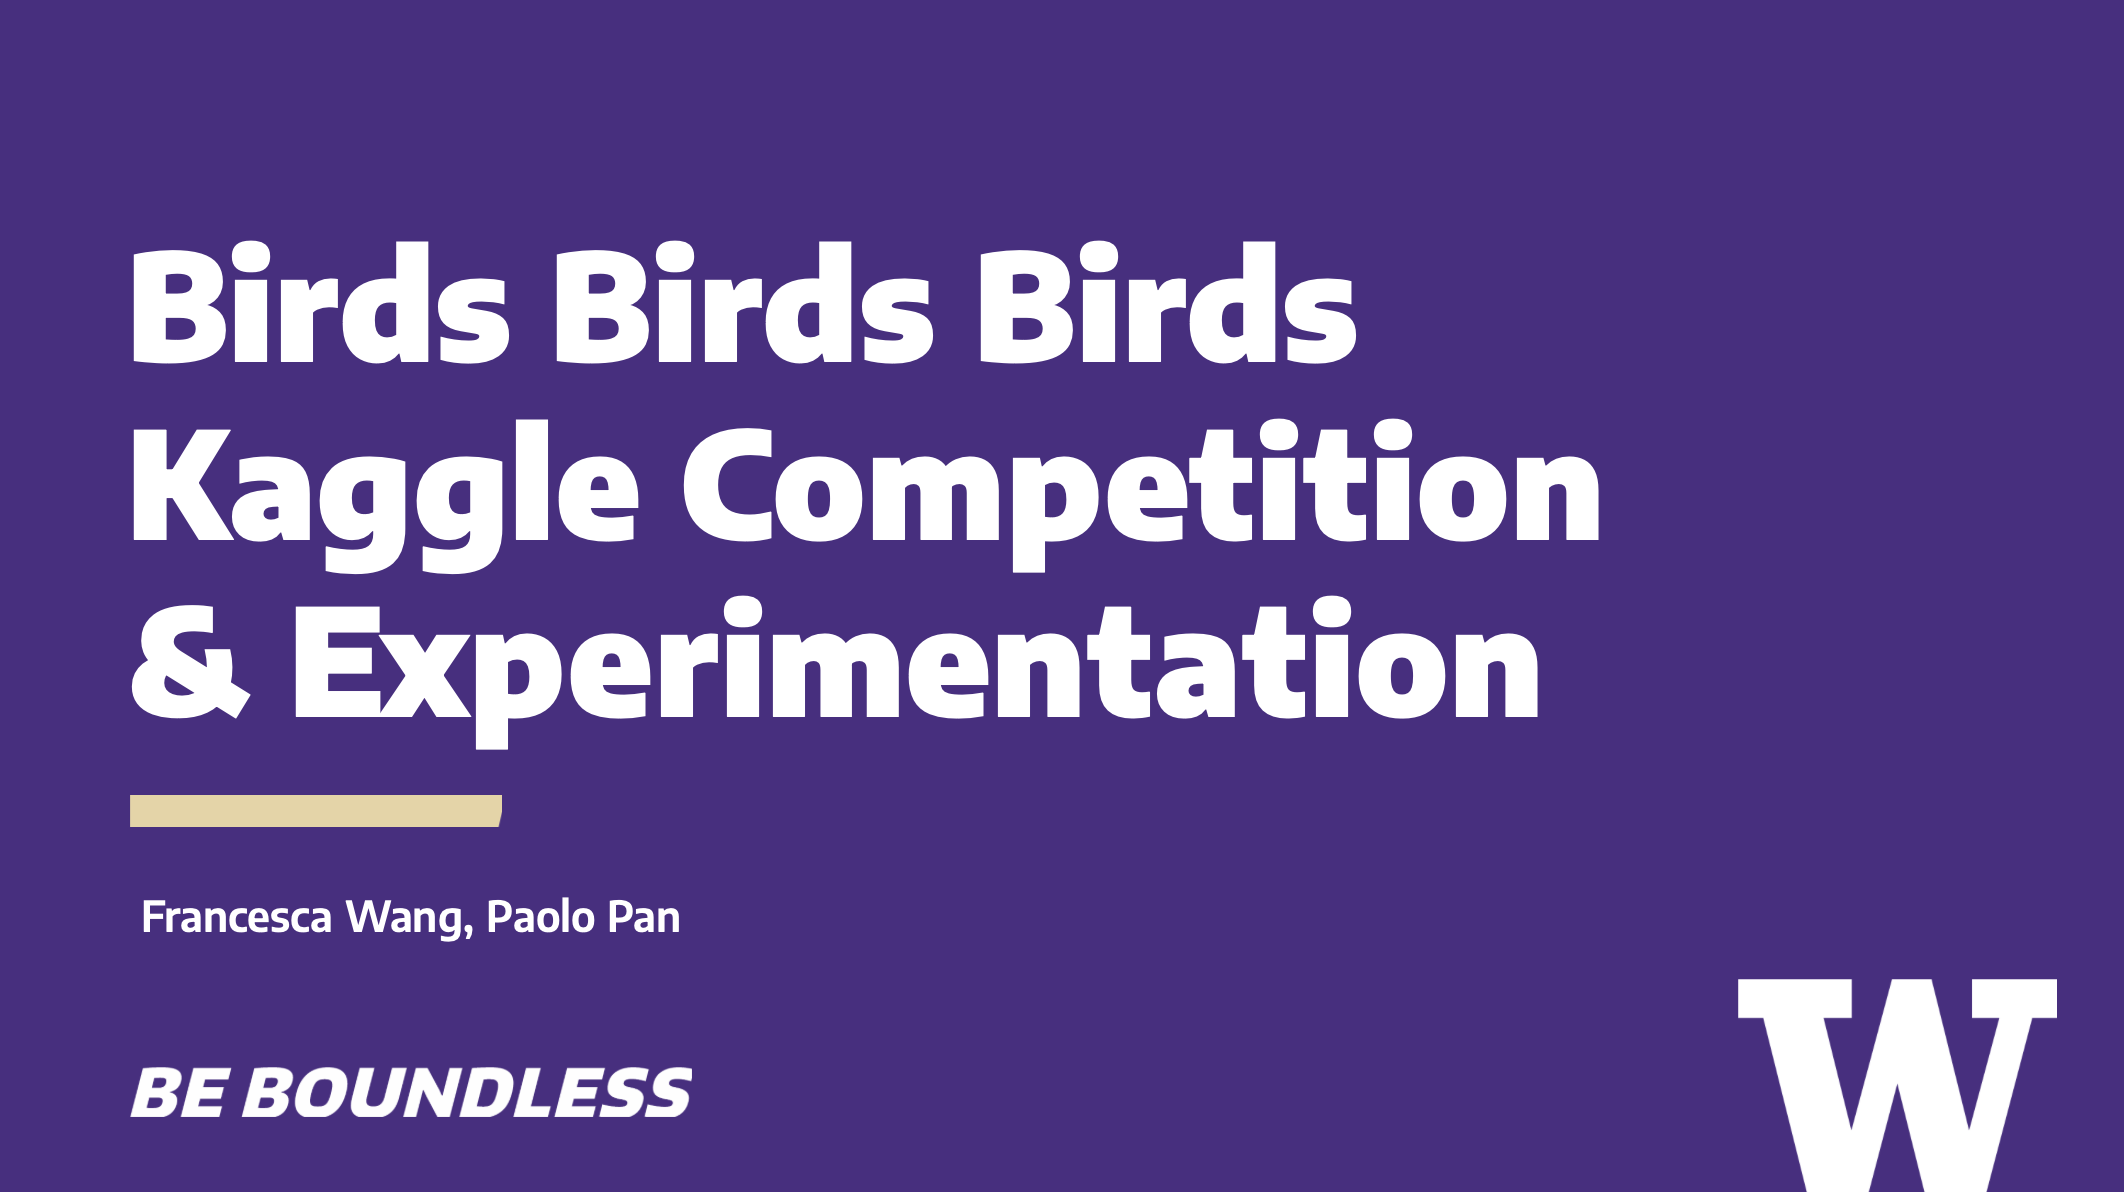 Birds Birds Birds
Kaggle Competition
& Experimentation
Francesca Wang, Paolo Pan
BE BOUNDLESS
W